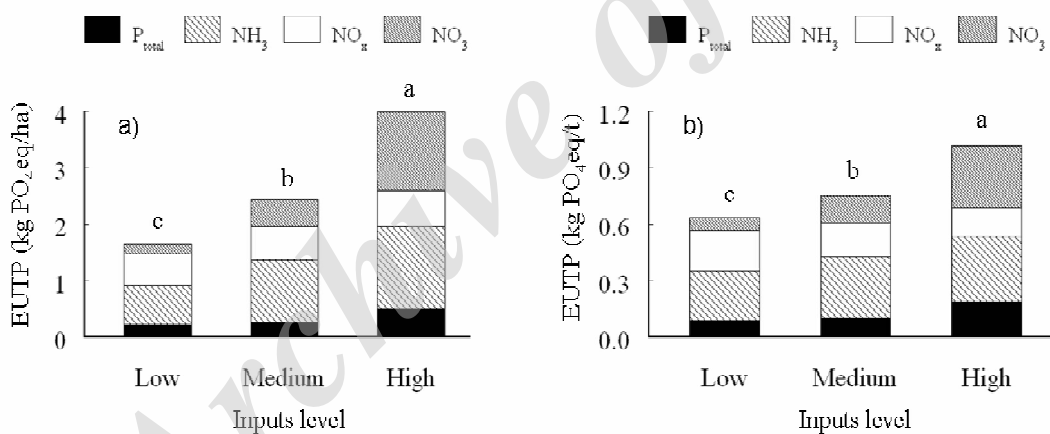 P total NH3 NOx NO3
P total NH3 NOx NO3
a)
EUTP (kg PO4 eq/ha)
4
3
2
1
0
c
b
a
Low Medium High
Inputs level
b)
EUTP (kg PO4 eq/t)
1.2
0.9
0.6
0.3
0.0
c
b
a
Low Medium High
Inputs level
Archive of